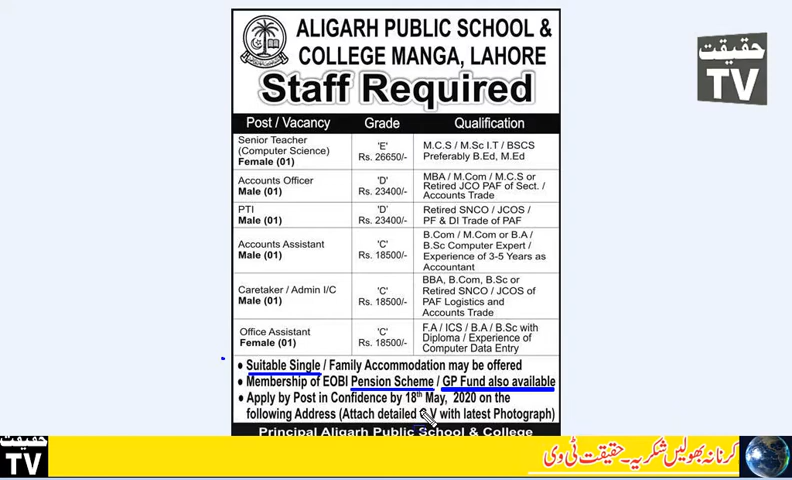 ALIGARH PUBLIC SCHOOL &
COLLEGE MANGA, LAHORE
حقیقت
TV
Staff Required
Post / Vacancy Grade Qualification
Senior Teacher
(Computer Science)
Female (01)
'E'
Rs. 26650/-
M.C.S / M.Sc I.T / BSCS
Preferably B.Ed, M.Ed
Accounts Officer
Male (01)
'D'
Rs. 23400/-
MBA / M.Com / M.C.S or
Retired JCO PAF of Sect. /
Accounts Trade
PTI
Male (01)
'D'
Rs. 23400/-
Retired SNCO / JCOS /
PF & DI Trade of PAF
Accounts Assistant
Male (01)
'C'
Rs. 18500/-
B.Com / M.Com or B.A /
B.Sc Computer Expert /
Experience of 3-5 Years as
Accountant
Caretaker / Admin I/C
Male (01)
'C'
Rs. 18500/-
BBA, B.Com, B.Sc or
Retired SNCO / JCOS of
PAF Logistics and
Accounts Trade
Office Assistant
Female (01)
'C'
Rs. 18500/-
F.A / ICS / B.A / B.Sc with
Diploma / Experience of
Computer Data Entry
• Suitable Single / Family Accommodation may be offered
• Membership of EOBI Pension Scheme / GP Fund also available
• Apply by Post in Confidence by 18th May, 2020 on the
following Address (Attach detailed C.V with latest Photograph)
Principal Aligarh Public School & College
حقیقت
TV
کرنا نہ بھولیں شکریہ۔ حقیقت ٹی وی